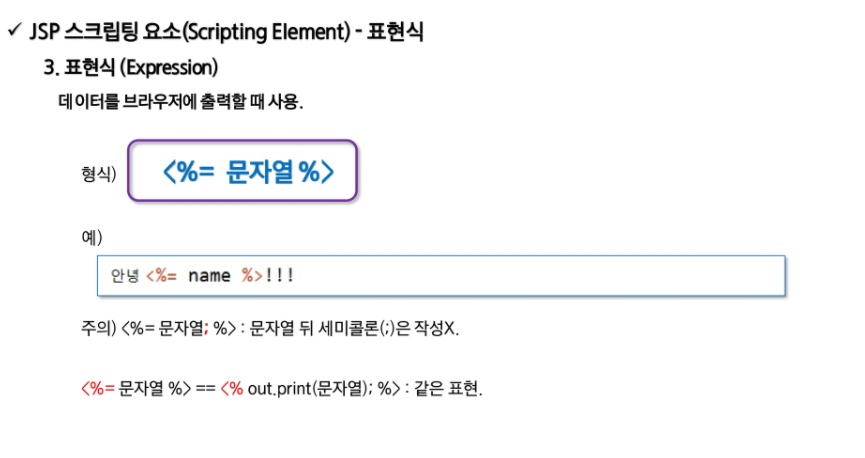 ✓ JSP 스크립팅 요소(Scripting Element) - 표현식
3. 표현식 (Expression)
데이터를 브라우저에 출력할 때 사용.
형식) <%= 문자열 %>
예)
안녕 <%= name %>!!!
주의) <%= 문자열; %> : 문자열 뒤 세미콜론(;)은 작성X.
<%= 문자열 %> == <% out.print(문자열); %> : 같은 표현.